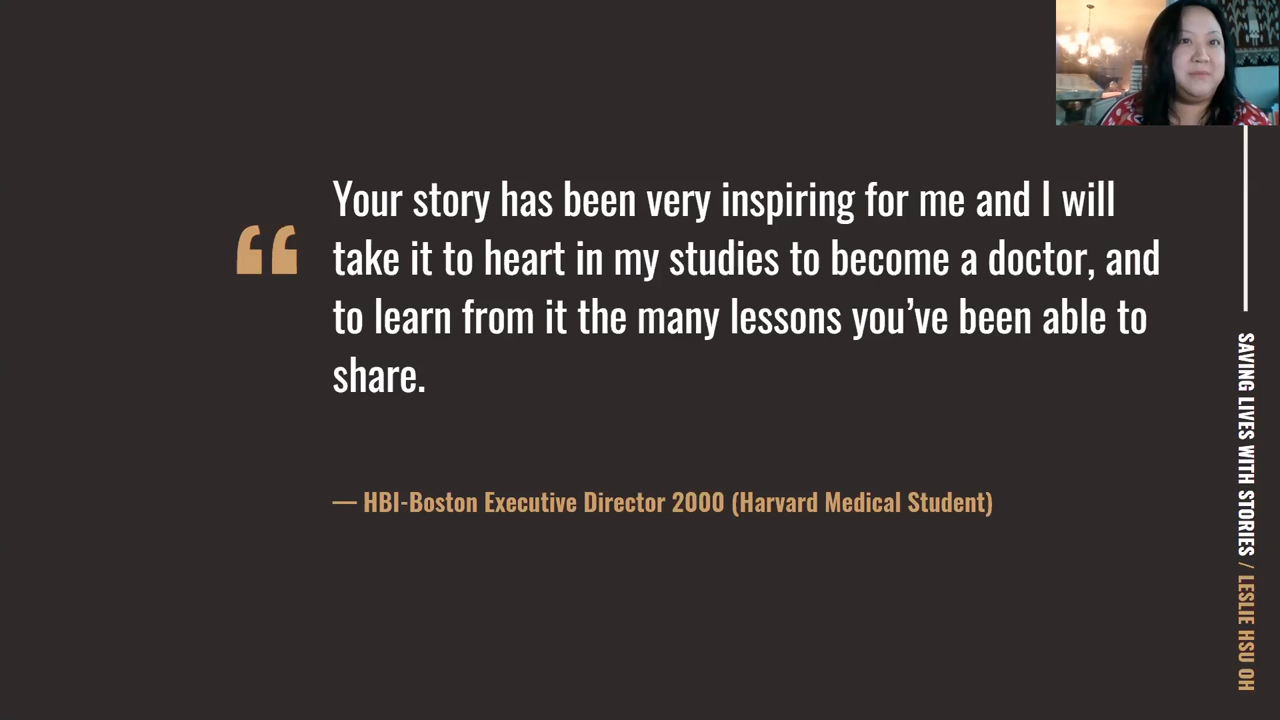 “
Your story has been very inspiring for me and I will
take it to heart in my studies to become a doctor, and
to learn from it the many lessons you’ve been able to
share.
— HBI-Boston Executive Director 2000 (Harvard Medical Student)
SAVING LIVES WITH STORIES / LESLIE HSU OH